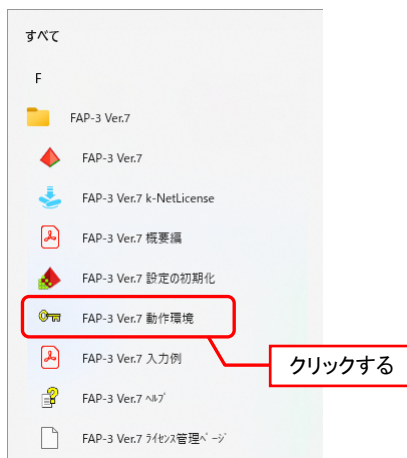 すべて
F
FAP-3 Ver.7
FAP-3 Ver.7
FAP-3 Ver.7 k-NetLicense
FAP-3 Ver.7 概要編
FAP-3 Ver.7 設定の初期化
FAP-3 Ver.7 動作環境
クリックする
FAP-3 Ver.7 入力例
FAP-3 Ver.7 ﾍﾙﾌﾟ
FAP-3 Ver.7 ﾗｲｾﾝｽ管理ﾍﾟｰｼﾞ